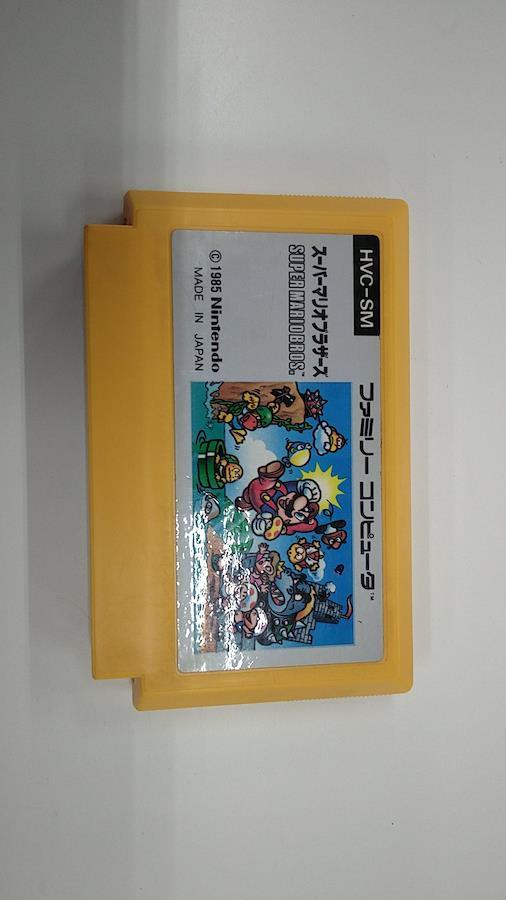 HVC-SM
ファミリー コンピュータ™
スーパーマリオブラザーズ
SUPER MARIO BROS.™
© 1985 Nintendo
MADE IN JAPAN